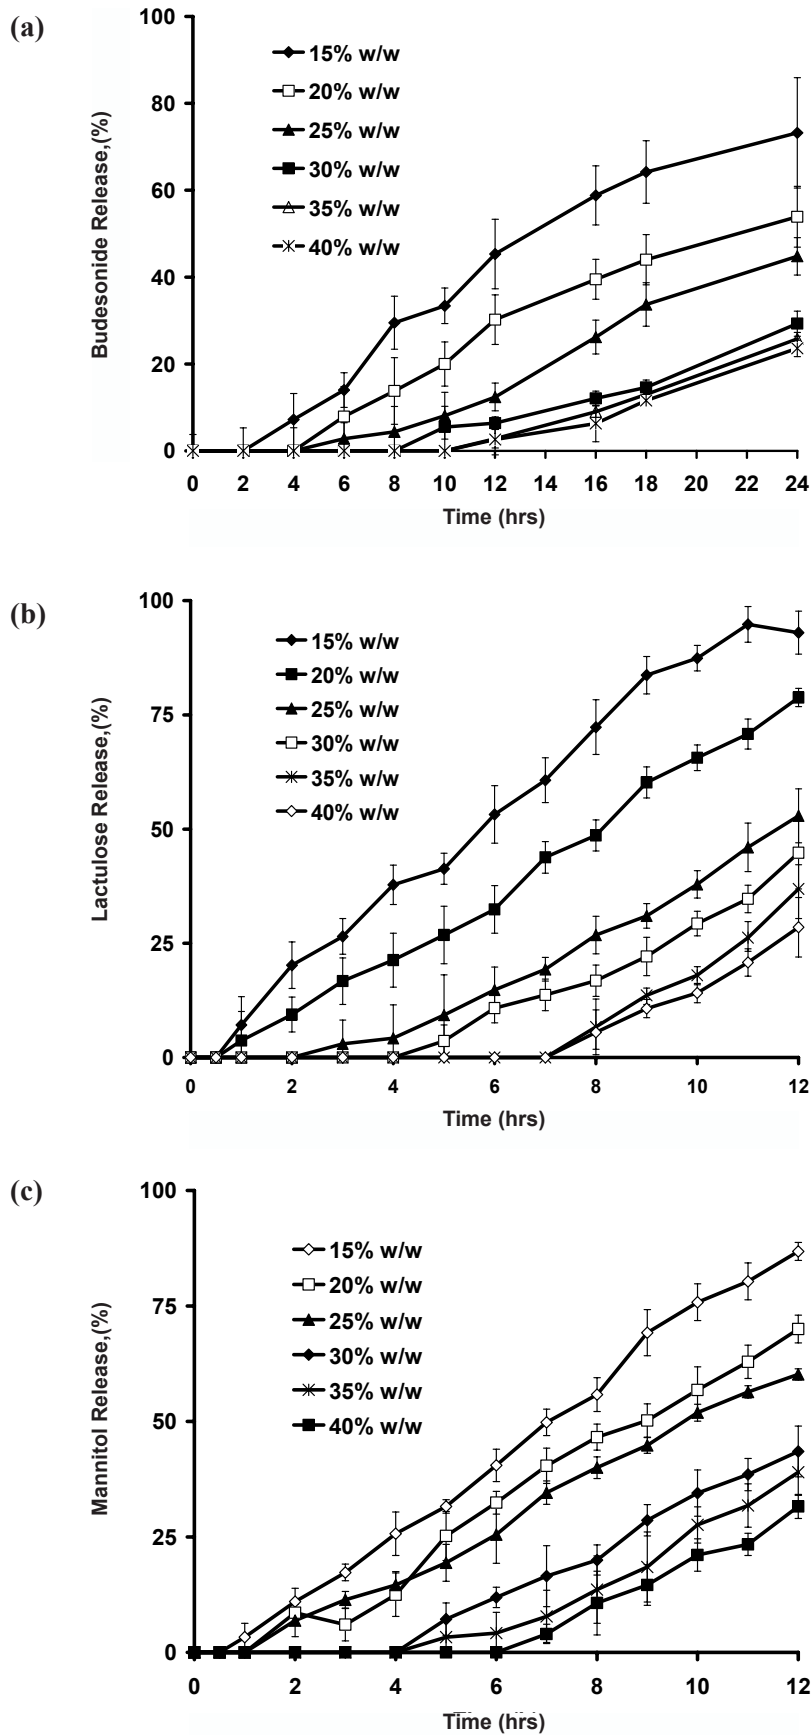 (a)
100
80
60
40
20
0
Budesonide Release,(%)
15% w/w
20% w/w
25% w/w
30% w/w
35% w/w
40% w/w
0 2 4 6 8 10 12 14 16 18 20 22 24
Time (hrs)
(b)
100
75
50
25
0
Lactulose Release,(%)
15% w/w
20% w/w
25% w/w
30% w/w
35% w/w
40% w/w
0 2 4 6 8 10 12
Time (hrs)
(c)
100
75
50
25
0
Mannitol Release,(%)
15% w/w
20% w/w
25% w/w
30% w/w
35% w/w
40% w/w
0 2 4 6 8 10 12
Time (hrs)